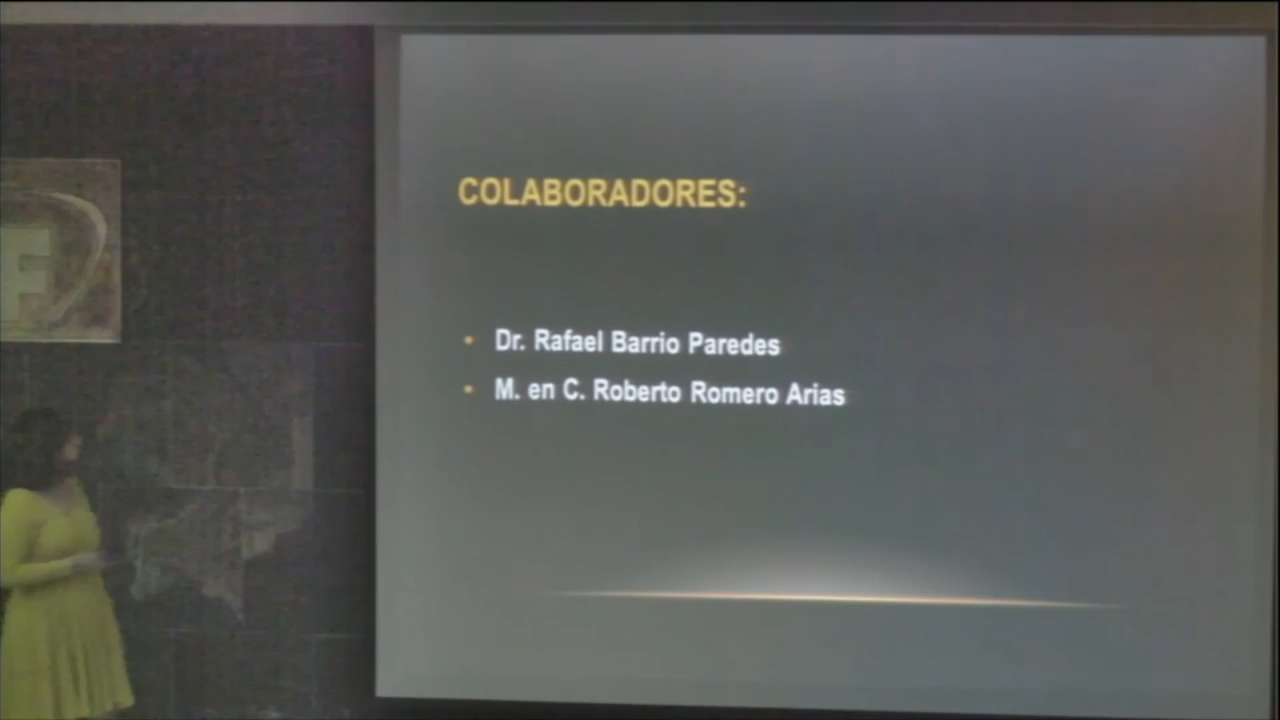 COLABORADORES:
Dr. Rafael Barrio Paredes
M. en C. Roberto Romero Arias
F